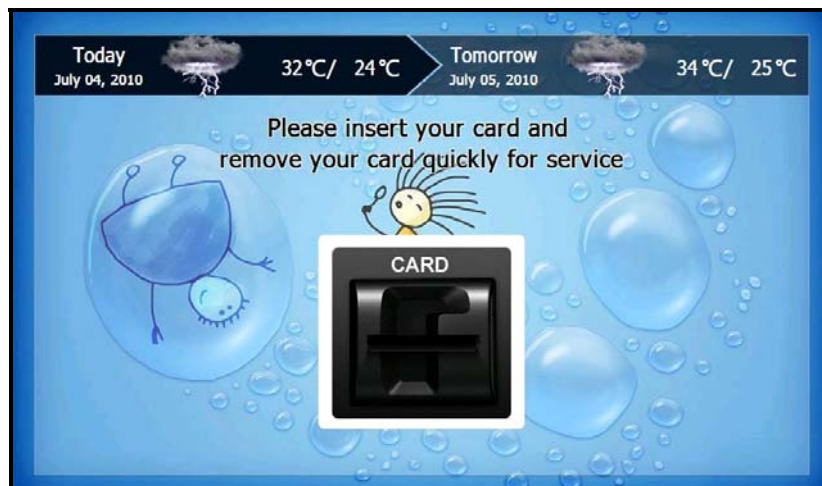 Today
July 04, 2010
32℃/ 24℃
Tomorrow
July 05, 2010
34℃/ 25℃
Please insert your card and
remove your card quickly for service
CARD